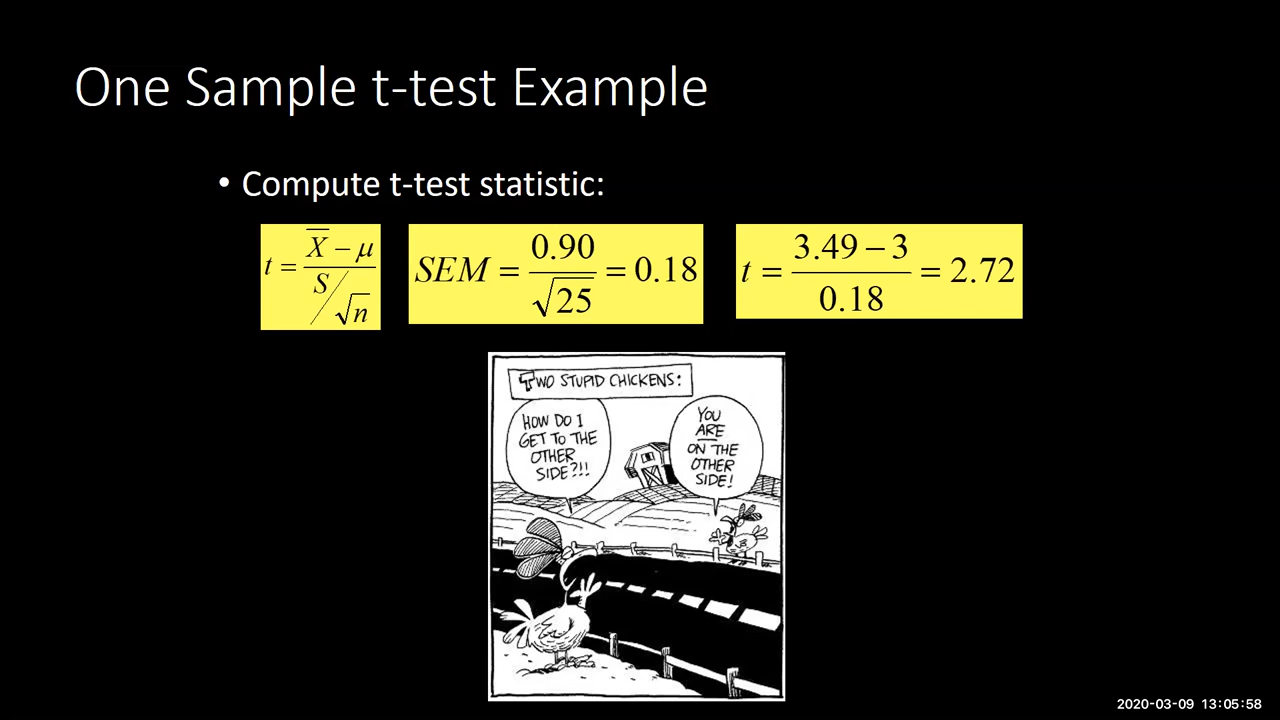 One Sample t-test Example
• Compute t-test statistic:
t = (X̅ − μ) / (S / √n)
SEM = 0.90 / √25 = 0.18
t = (3.49 − 3) / 0.18 = 2.72
TWO STUPID CHICKENS:
HOW DO I
GET TO THE
OTHER
SIDE?!!
YOU
ARE
ON THE
OTHER
SIDE!
2020-03-09 13:05:58